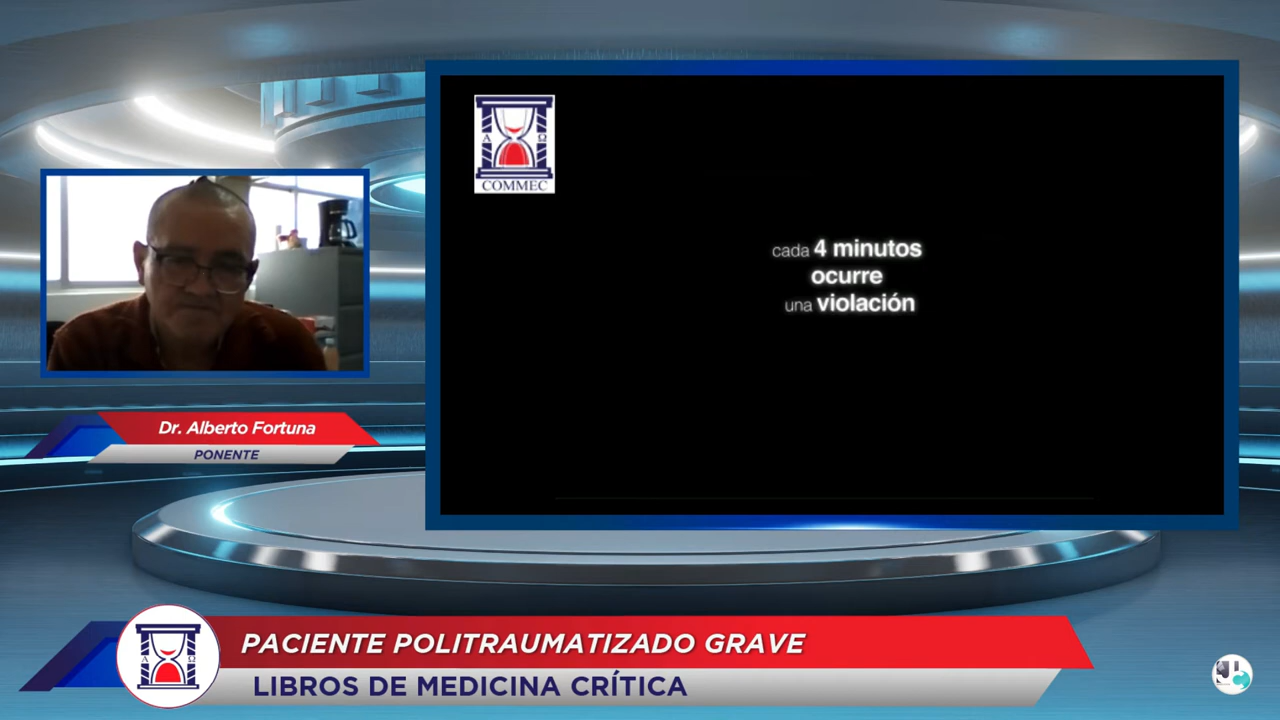 A Ω
COMMEC
cada 4 minutos
ocurre
una violación
Dr. Alberto Fortuna
PONENTE
PACIENTE POLITRAUMATIZADO GRAVE
A Ω
LIBROS DE MEDICINA CRÍTICA